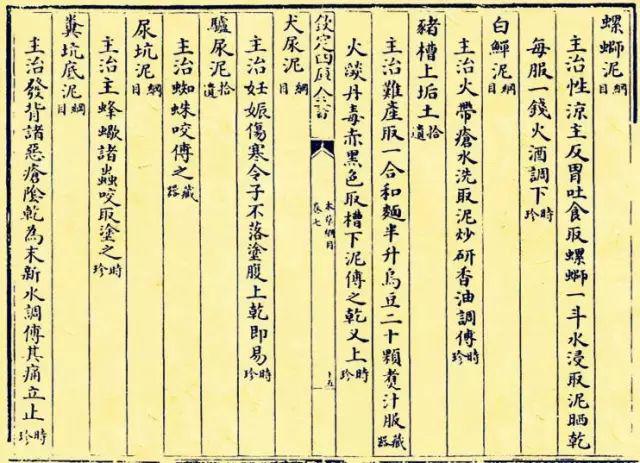 螺螄泥綱目
主治性涼主反胃吐食取螺螄一斗水浸取泥晒乾
每服一錢火酒調下時珍
白鱓泥綱目
主治火帶瘡水洗取泥炒研香油調傅時珍
豬槽上垢土拾遺
主治難產服一合和麵半升烏豆二十顆煮汁服藏器
火燄丹毒赤黑色取槽下泥傅之乾又上時珍
欽定四庫全書
本草綱目
卷七
十五
犬尿泥綱目
主治妊娠傷寒令子不落塗腹上乾即易時珍
驢尿泥拾遺
主治蜘蛛咬傅之藏器
尿坑泥綱目
主治主蜂蠍諸蟲咬取塗之時珍
糞坑底泥綱目
主治發背諸惡瘡陰乾為末新水調傅其痛立止時珍